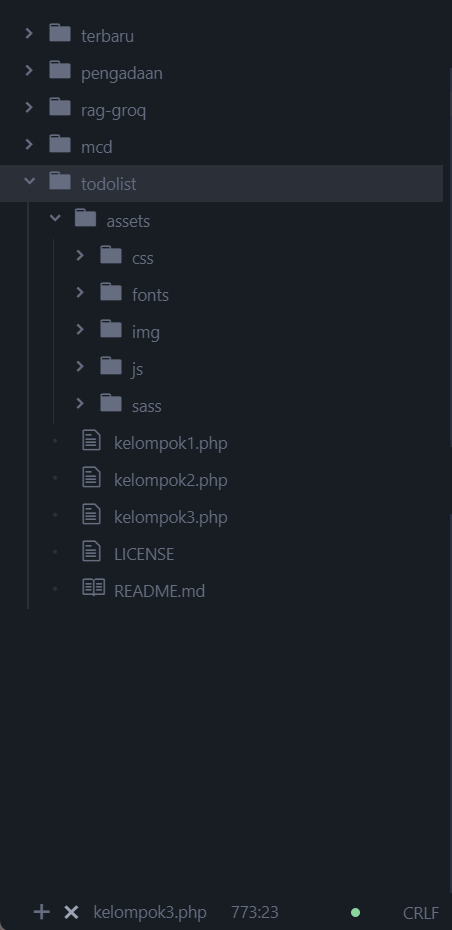 terbaru
pengadaan
rag-groq
mcd
todolist
assets
css
fonts
img
js
sass
kelompok1.php
kelompok2.php
kelompok3.php
LICENSE
README.md
kelompok3.php 773:23 CRLF